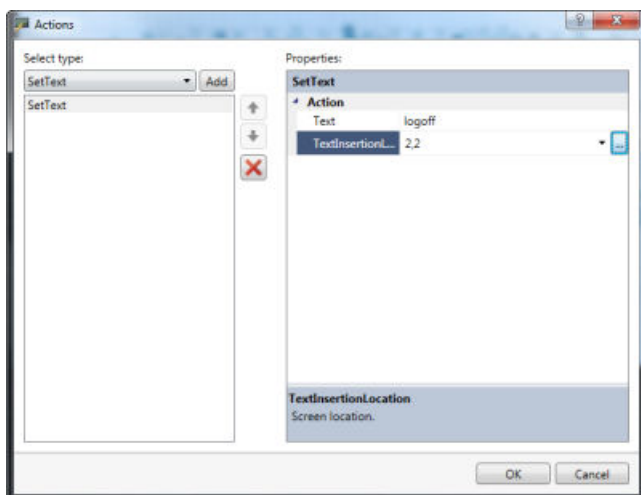 Actions
Select type:
SetText
Add
SetText
Properties:
SetText
Action
Text logoff
TextInsertionL... 2,2
...
TextInsertionLocation
Screen location.
OK Cancel